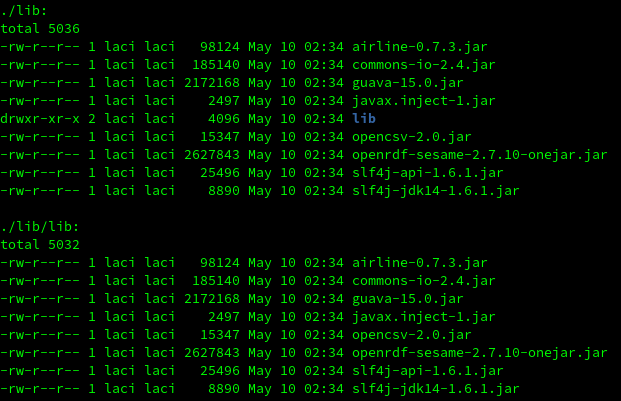 ./lib:
total 5036
-rw-r--r-- 1 laci laci   98124 May 10 02:34 airline-0.7.3.jar
-rw-r--r-- 1 laci laci  185140 May 10 02:34 commons-io-2.4.jar
-rw-r--r-- 1 laci laci 2172168 May 10 02:34 guava-15.0.jar
-rw-r--r-- 1 laci laci    2497 May 10 02:34 javax.inject-1.jar
drwxr-xr-x 2 laci laci    4096 May 10 02:34 lib
-rw-r--r-- 1 laci laci   15347 May 10 02:34 opencsv-2.0.jar
-rw-r--r-- 1 laci laci 2627843 May 10 02:34 openrdf-sesame-2.7.10-onejar.jar
-rw-r--r-- 1 laci laci   25496 May 10 02:34 slf4j-api-1.6.1.jar
-rw-r--r-- 1 laci laci    8890 May 10 02:34 slf4j-jdk14-1.6.1.jar

./lib/lib:
total 5032
-rw-r--r-- 1 laci laci   98124 May 10 02:34 airline-0.7.3.jar
-rw-r--r-- 1 laci laci  185140 May 10 02:34 commons-io-2.4.jar
-rw-r--r-- 1 laci laci 2172168 May 10 02:34 guava-15.0.jar
-rw-r--r-- 1 laci laci    2497 May 10 02:34 javax.inject-1.jar
-rw-r--r-- 1 laci laci   15347 May 10 02:34 opencsv-2.0.jar
-rw-r--r-- 1 laci laci 2627843 May 10 02:34 openrdf-sesame-2.7.10-onejar.jar
-rw-r--r-- 1 laci laci   25496 May 10 02:34 slf4j-api-1.6.1.jar
-rw-r--r-- 1 laci laci    8890 May 10 02:34 slf4j-jdk14-1.6.1.jar